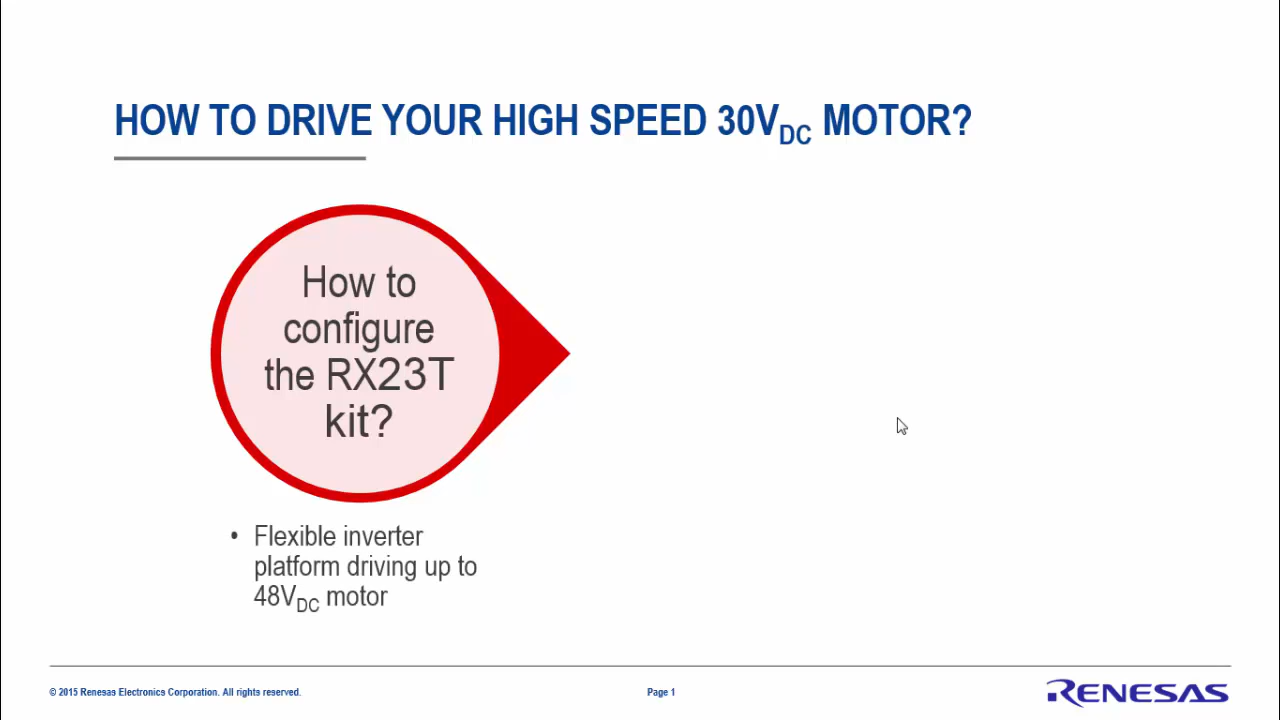 HOW TO DRIVE YOUR HIGH SPEED 30VDC MOTOR?
How to
configure
the RX23T
kit?
• Flexible inverter
platform driving up to
48VDC motor
© 2015 Renesas Electronics Corporation. All rights reserved.
Page 1
RENESAS